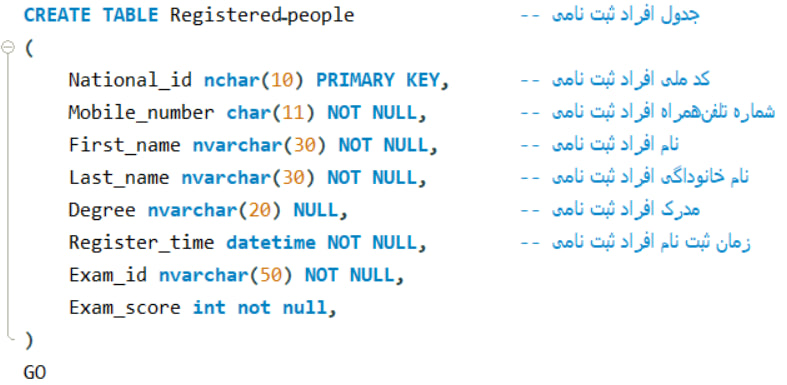 CREATE TABLE Registered_people -- جدول افراد ثبت نامی
(
National_id nchar(10) PRIMARY KEY, -- کد ملی افراد ثبت نامی
Mobile_number char(11) NOT NULL, -- شماره تلفن‌همراه افراد ثبت نامی
First_name nvarchar(30) NOT NULL, -- نام افراد ثبت نامی
Last_name nvarchar(30) NOT NULL, -- نام خانوداگی افراد ثبت نامی
Degree nvarchar(20) NULL, -- مدرک افراد ثبت نامی
Register_time datetime NOT NULL, -- زمان ثبت نام افراد ثبت نامی
Exam_id nvarchar(50) NOT NULL,
Exam_score int not null,
)
GO